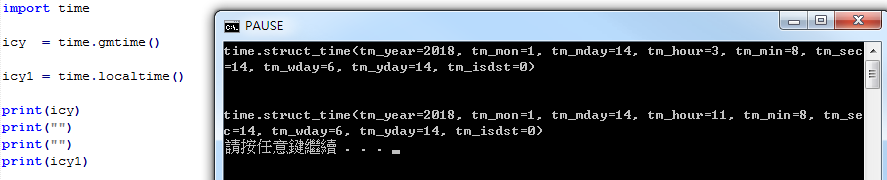 import time
icy  = time.gmtime()
icy1 = time.localtime()
print(icy)
print("")
print("")
print(icy1)
PAUSE
time.struct_time(tm_year=2018, tm_mon=1, tm_mday=14, tm_hour=3, tm_min=8, tm_sec
=14, tm_wday=6, tm_yday=14, tm_isdst=0)
time.struct_time(tm_year=2018, tm_mon=1, tm_mday=14, tm_hour=11, tm_min=8, tm_se
c=14, tm_wday=6, tm_yday=14, tm_isdst=0)
請按任意鍵繼續 . . .